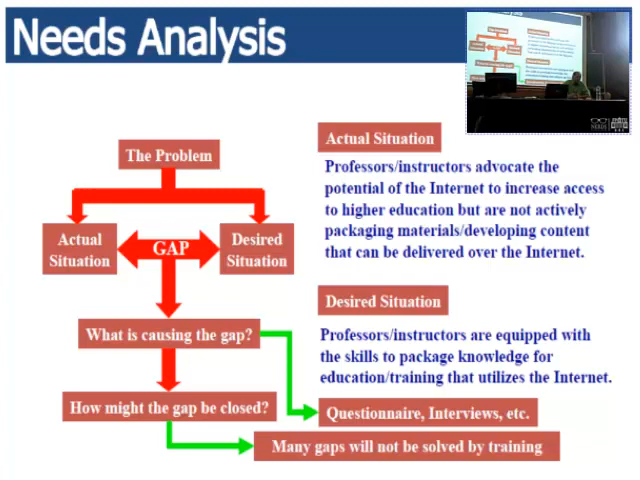 Needs Analysis
The Problem
Actual
Situation
GAP
Desired
Situation
What is causing the gap?
How might the gap be closed?
Actual Situation
Professors/instructors advocate the
potential of the Internet to increase access
to higher education but are not actively
packaging materials/developing content
that can be delivered over the Internet.
Desired Situation
Professors/instructors are equipped with
the skills to package knowledge for
education/training that utilizes the Internet.
Questionnaire, Interviews, etc.
Many gaps will not be solved by training